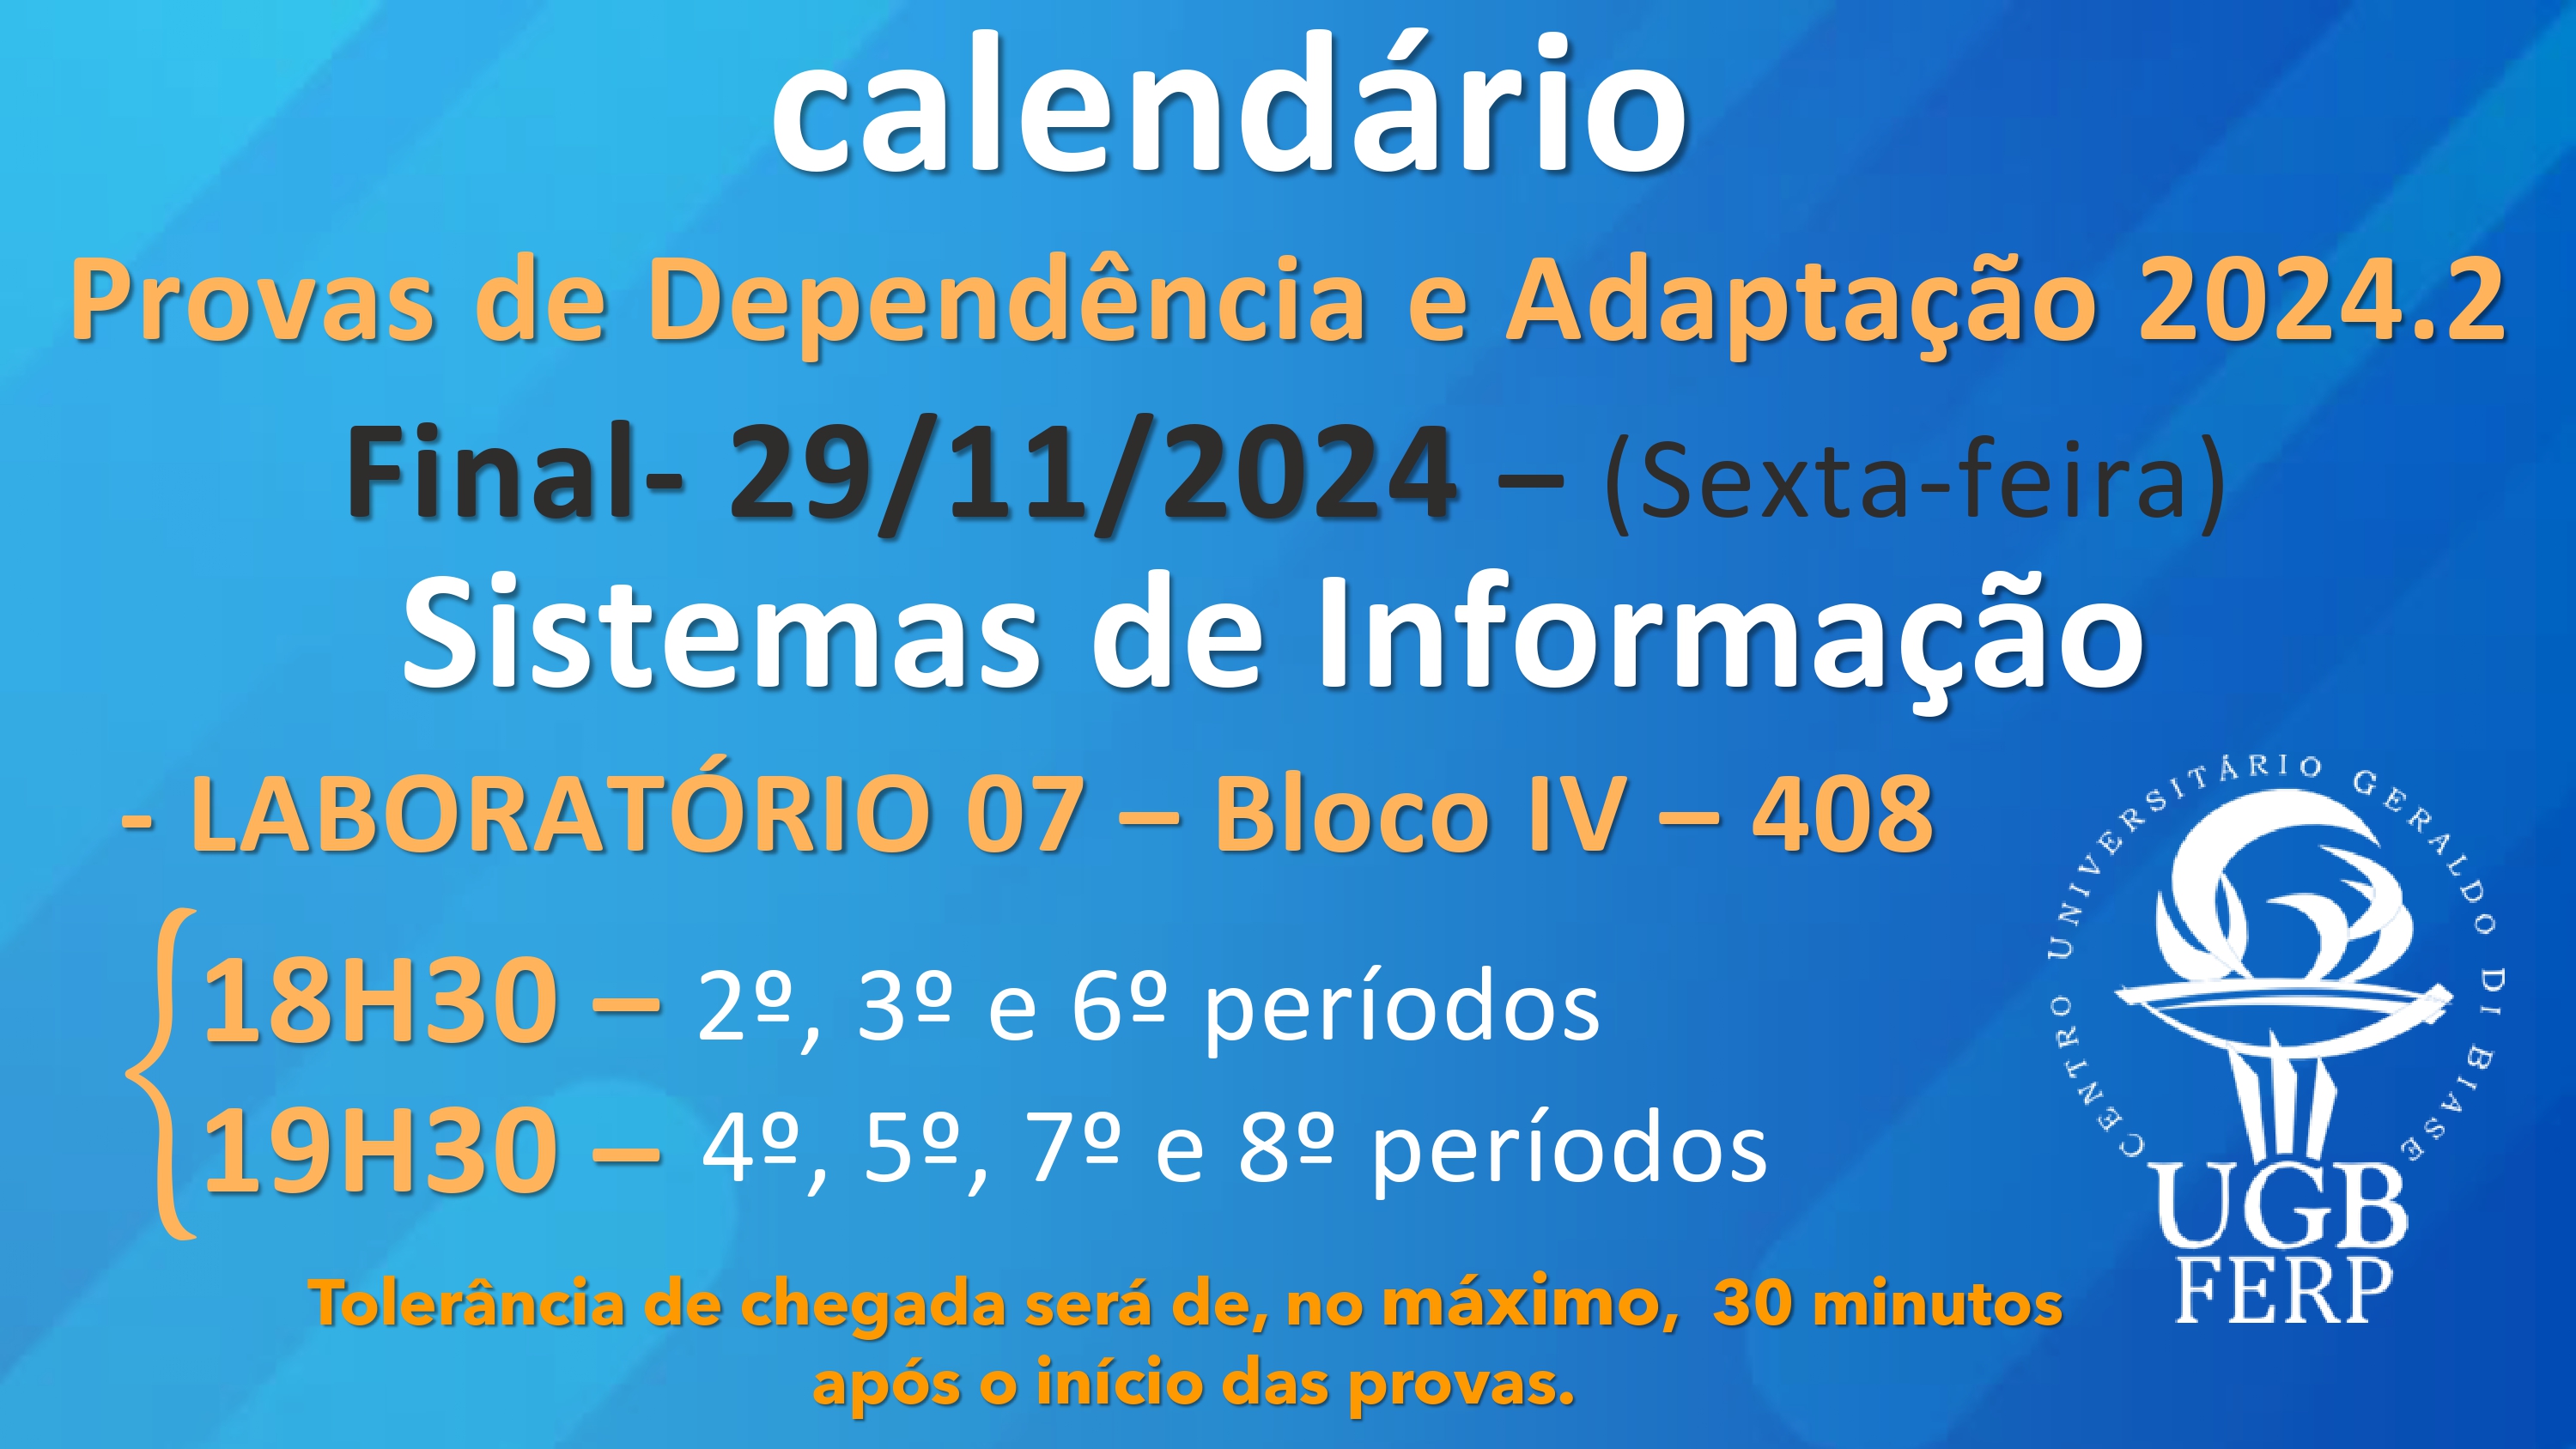 calendário
Provas de Dependência e Adaptação 2024.2
Final- 29/11/2024 – (Sexta-feira)
Sistemas de Informação
- LABORATÓRIO 07 – Bloco IV – 408
18H30 – 2º, 3º e 6º períodos
19H30 – 4º, 5º, 7º e 8º períodos
Tolerância de chegada será de, no máximo, 30 minutos
após o início das provas.
CENTRO UNIVERSITÁRIO GERALDO DI BIASE
UGB
FERP